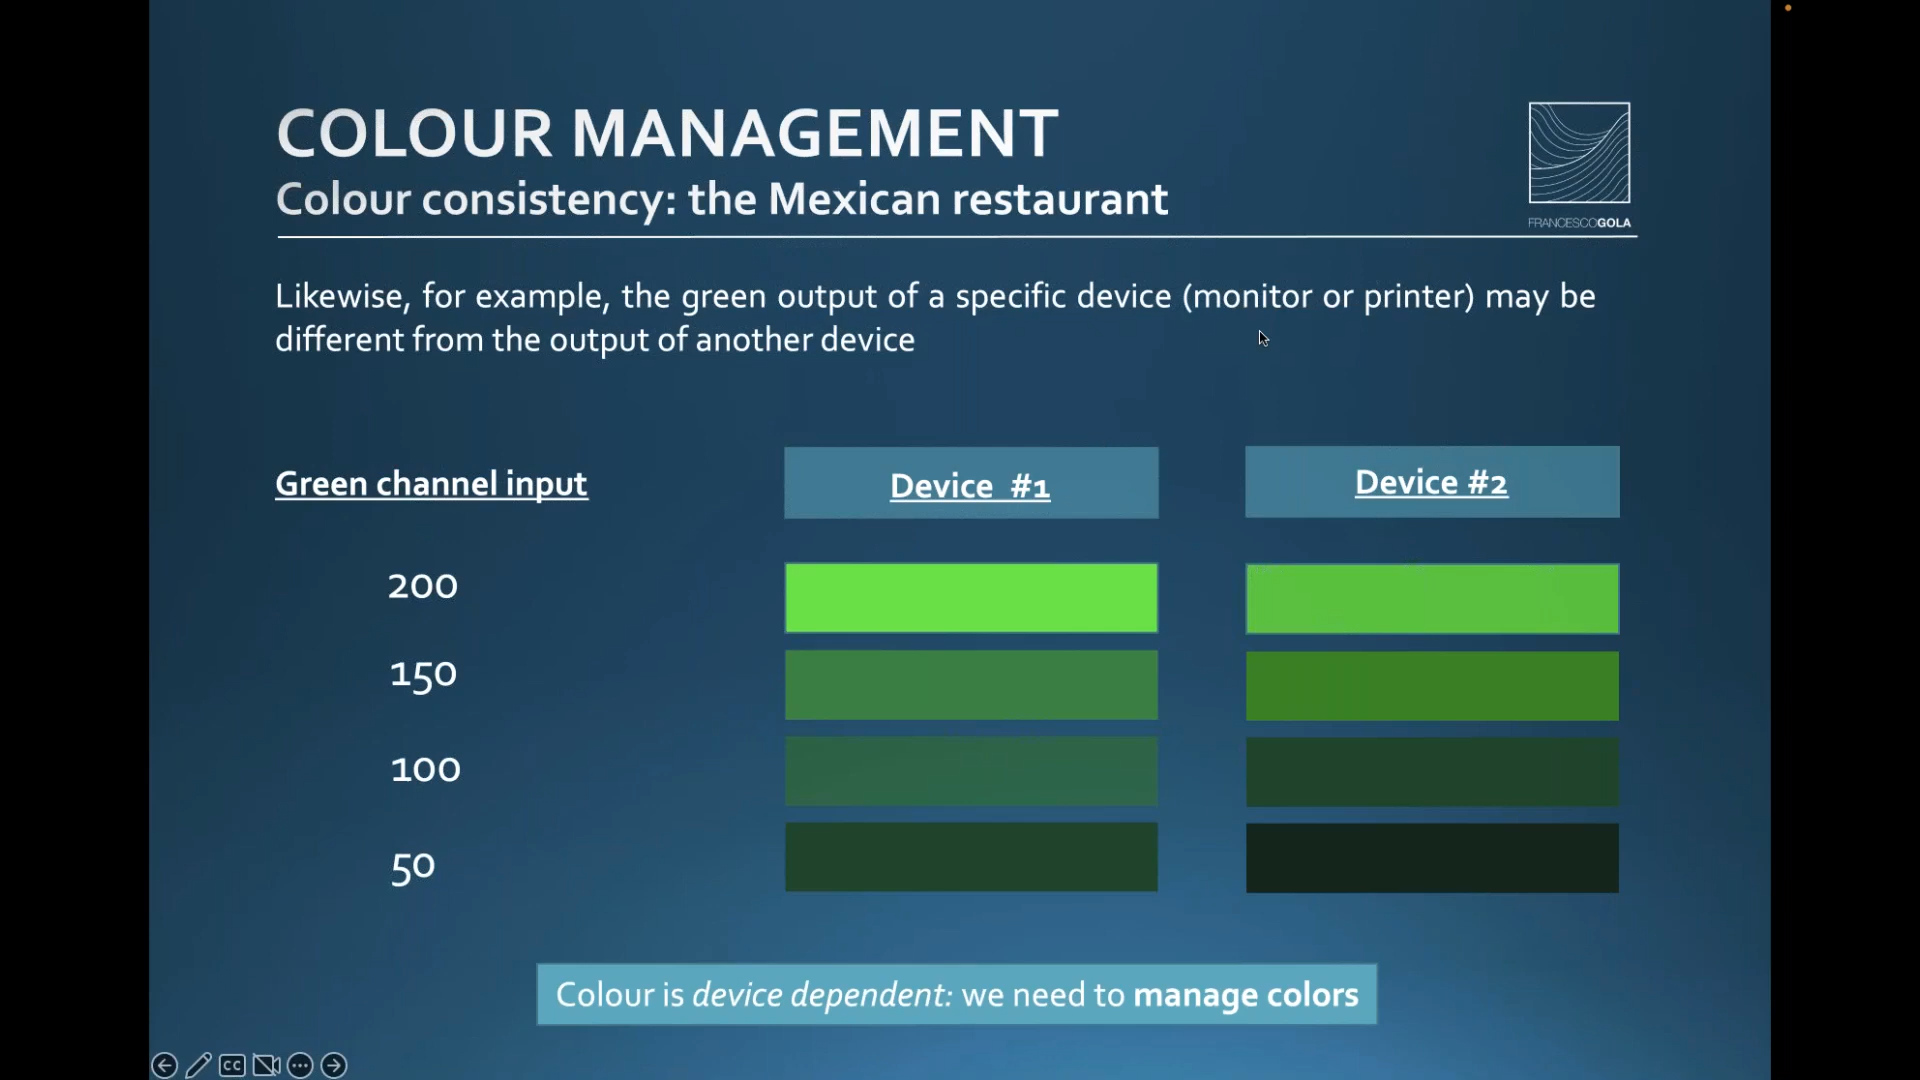 COLOUR MANAGEMENT
Colour consistency: the Mexican restaurant
FRANCESCOGOLA
Likewise, for example, the green output of a specific device (monitor or printer) may be
different from the output of another device
Green channel input
Device #1
Device #2
200
150
100
50
Colour is device dependent: we need to manage colors
CC